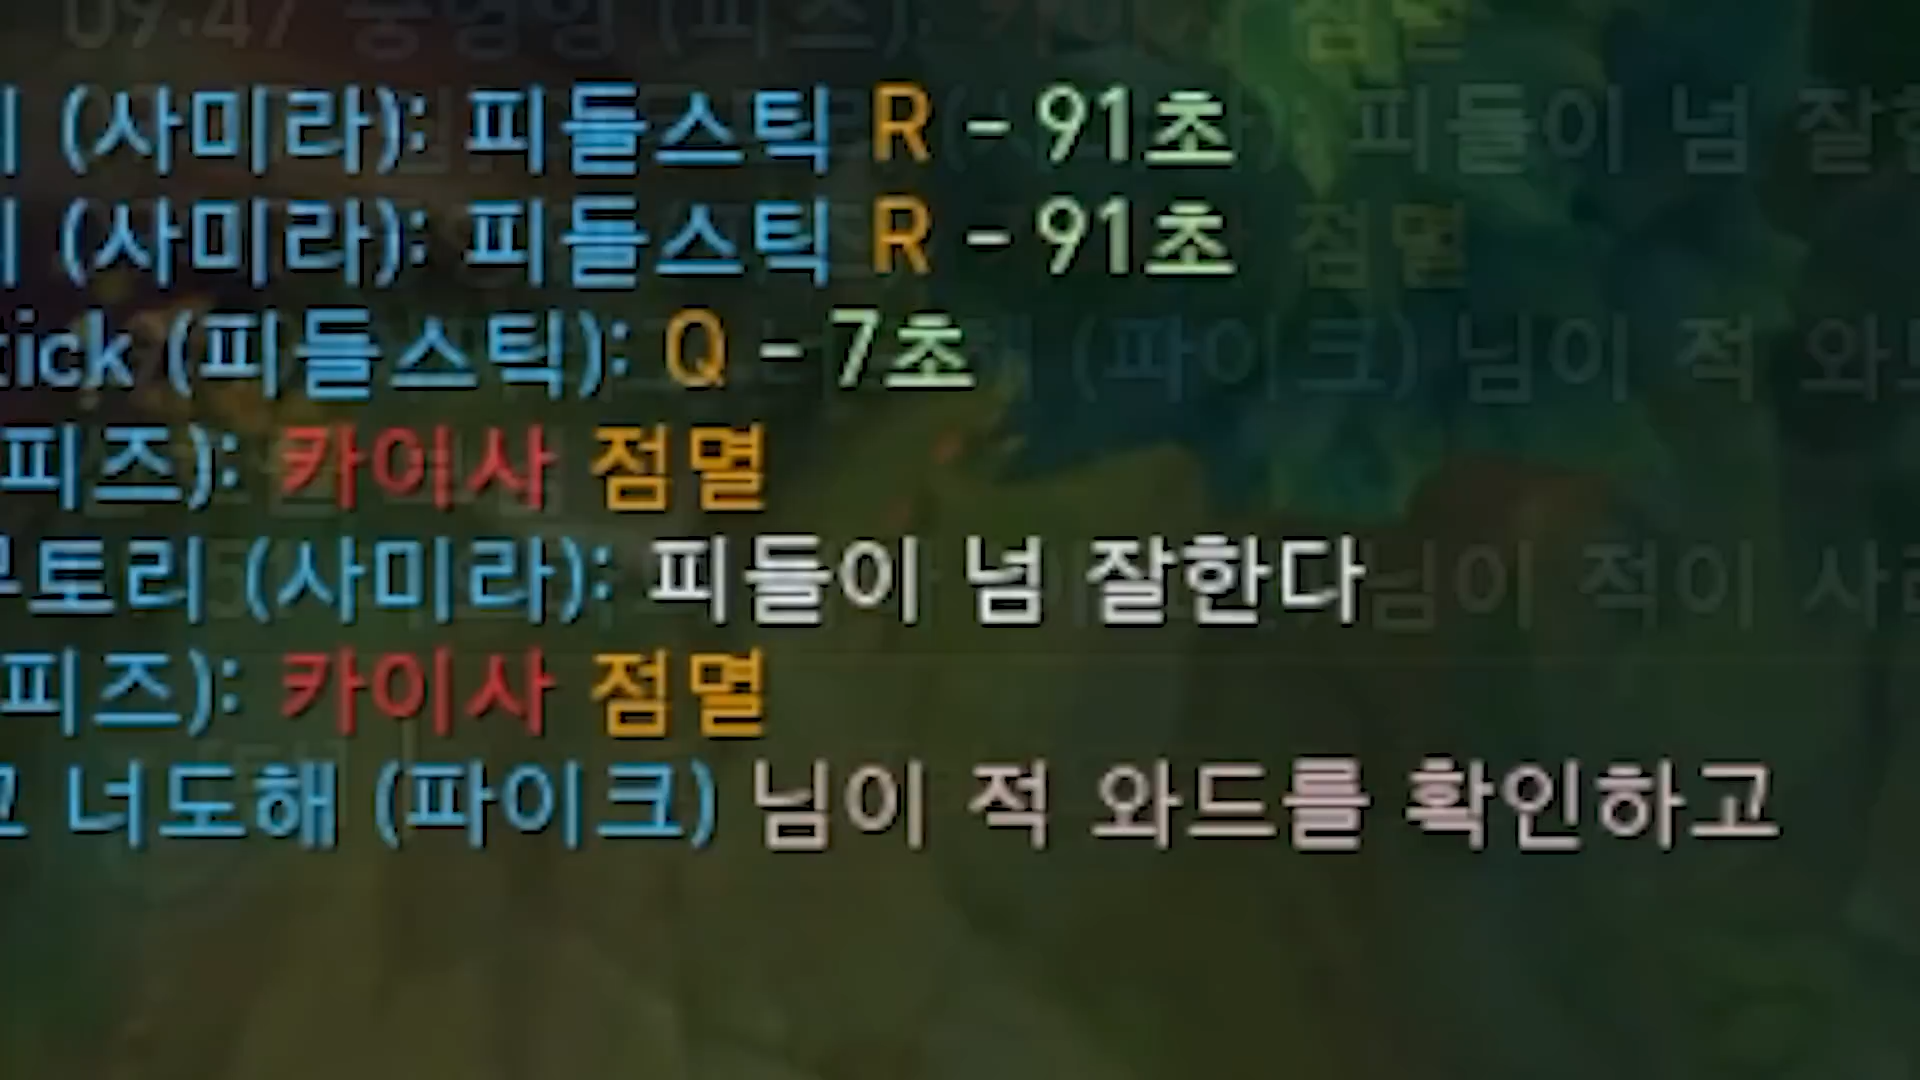 (사미라): 피들스틱 R - 91초
(사미라): 피들스틱 R - 91초
tick (피들스틱): Q - 7초
피즈): 카이사 점멸
토리 (사미라): 피들이 넘 잘한다
피즈): 카이사 점멸
너도해 (파이크) 님이 적 와드를 확인하고